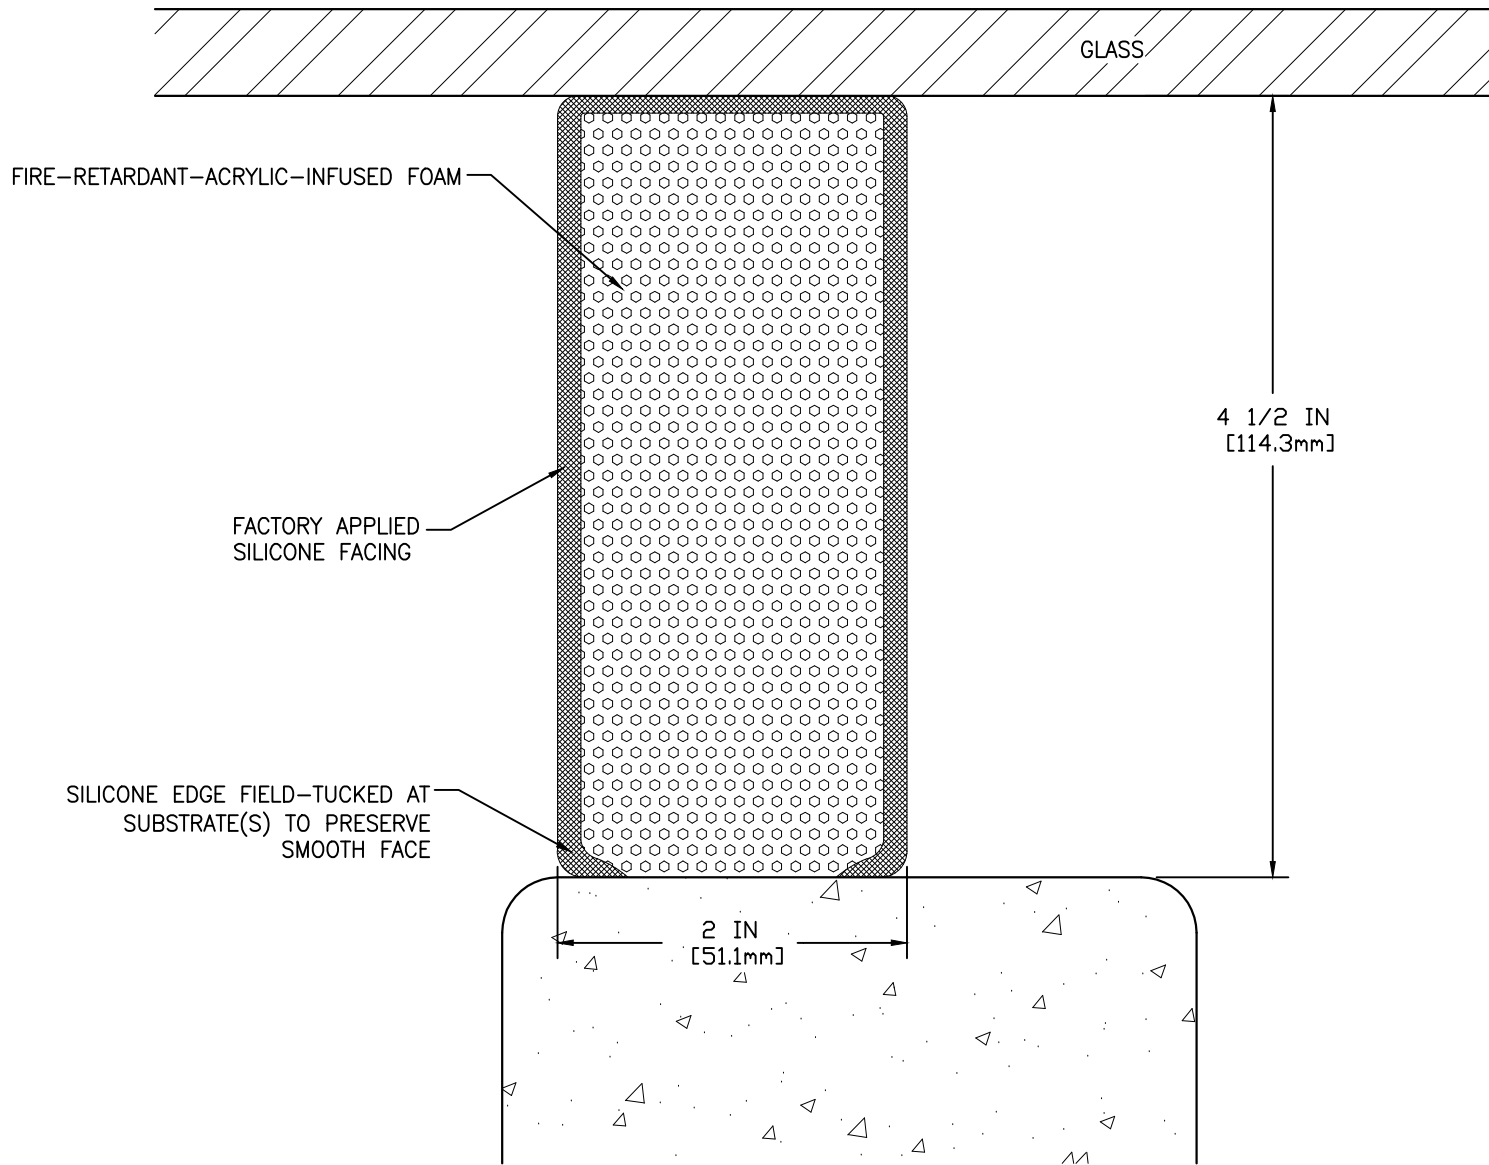 GLASS
FIRE-RETARDANT-ACRYLIC-INFUSED FOAM
4 1/2 IN
[114.3mm]
FACTORY APPLIED
SILICONE FACING
SILICONE EDGE FIELD-TUCKED AT
SUBSTRATE(S) TO PRESERVE
SMOOTH FACE
2 IN
[51.1mm]